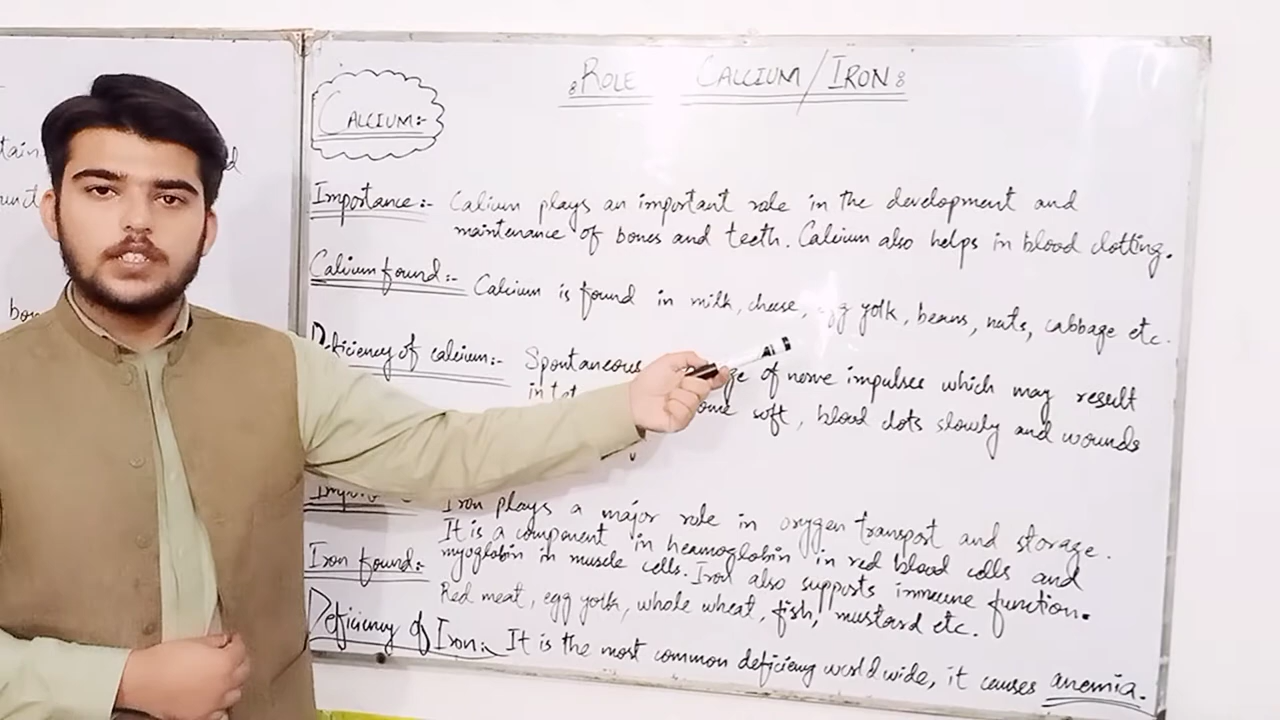 : ROLE CALCIUM/IRON :
CALCIUM:-
Importance:- Calcium plays an important role in the development and
maintenance of bones and teeth. Calcium also helps in blood clotting.
Calcium found:- Calcium is found in milk, cheese, egg yolk, beans, nuts, cabbage etc.
Deficiency of calcium:- Spontaneous of nerve impulses which may result
in soft, blood clots slowly and wounds
Iron plays a major role in oxygen transport and storage.
It is a component in heamoglobin in red blood cells and
myoglobin in muscle cells. Iron also supports immune function.
Iron found:- Red meat, egg yolk, whole wheat, fish, mustard etc.
Deficiency of Iron:- It is the most common deficieny worldwide, it causes anemia.